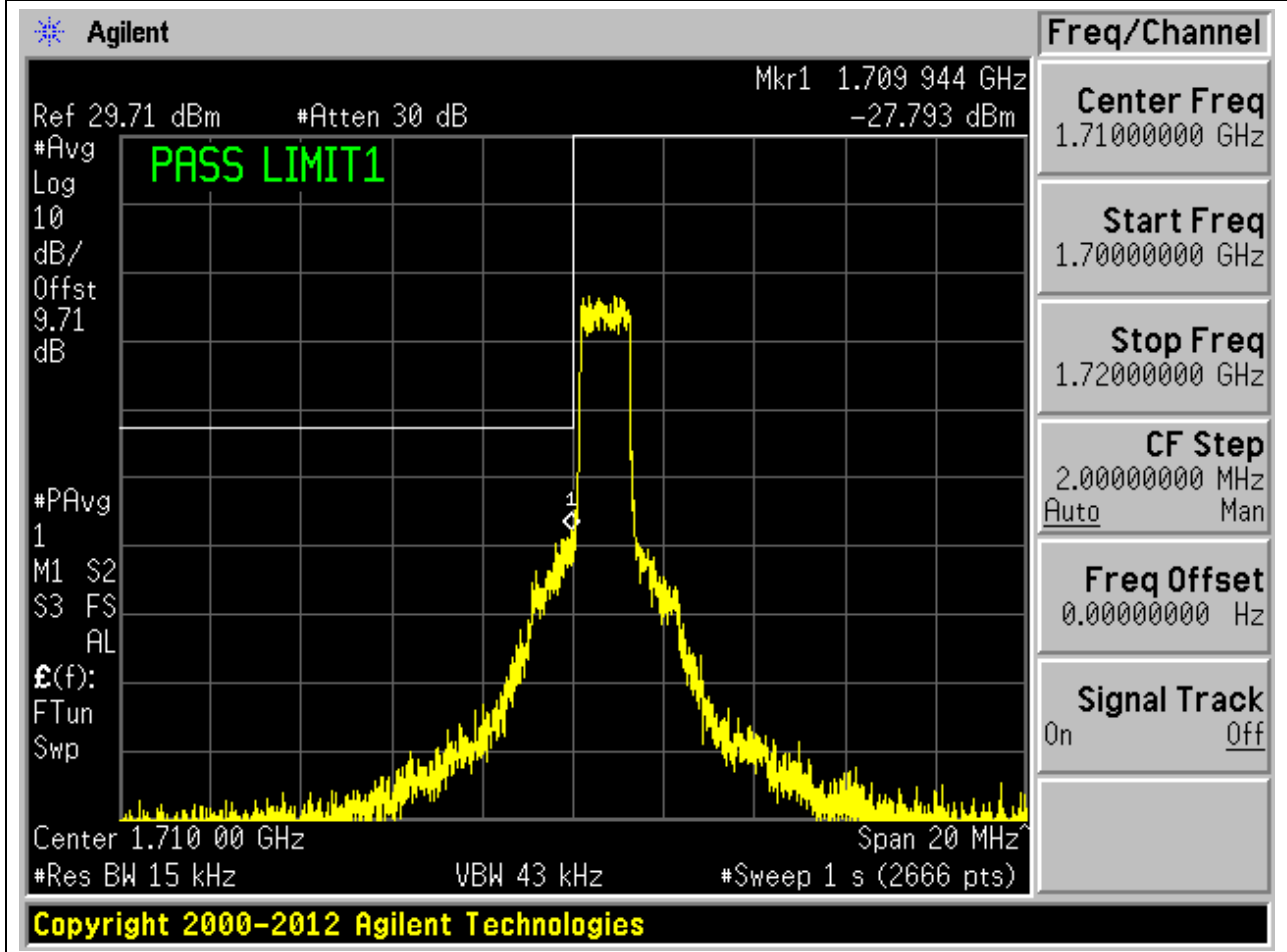 Agilent
Freq/Channel
Mkr1 1.709 944 GHz
Ref 29.71 dBm #Atten 30 dB -27.793 dBm
#Avg
Log
10
dB/
Offst
9.71
dB
PASS LIMIT1
1
#PAvg
1
M1 S2
S3 FS
AL
£(f):
FTun
Swp
Center 1.710 00 GHz Span 20 MHz^
#Res BW 15 kHz VBW 43 kHz #Sweep 1 s (2666 pts)
Copyright 2000-2012 Agilent Technologies
Center Freq
1.71000000 GHz
Start Freq
1.70000000 GHz
Stop Freq
1.72000000 GHz
CF Step
2.00000000 MHz
Auto Man
Freq Offset
0.00000000 Hz
Signal Track
On Off